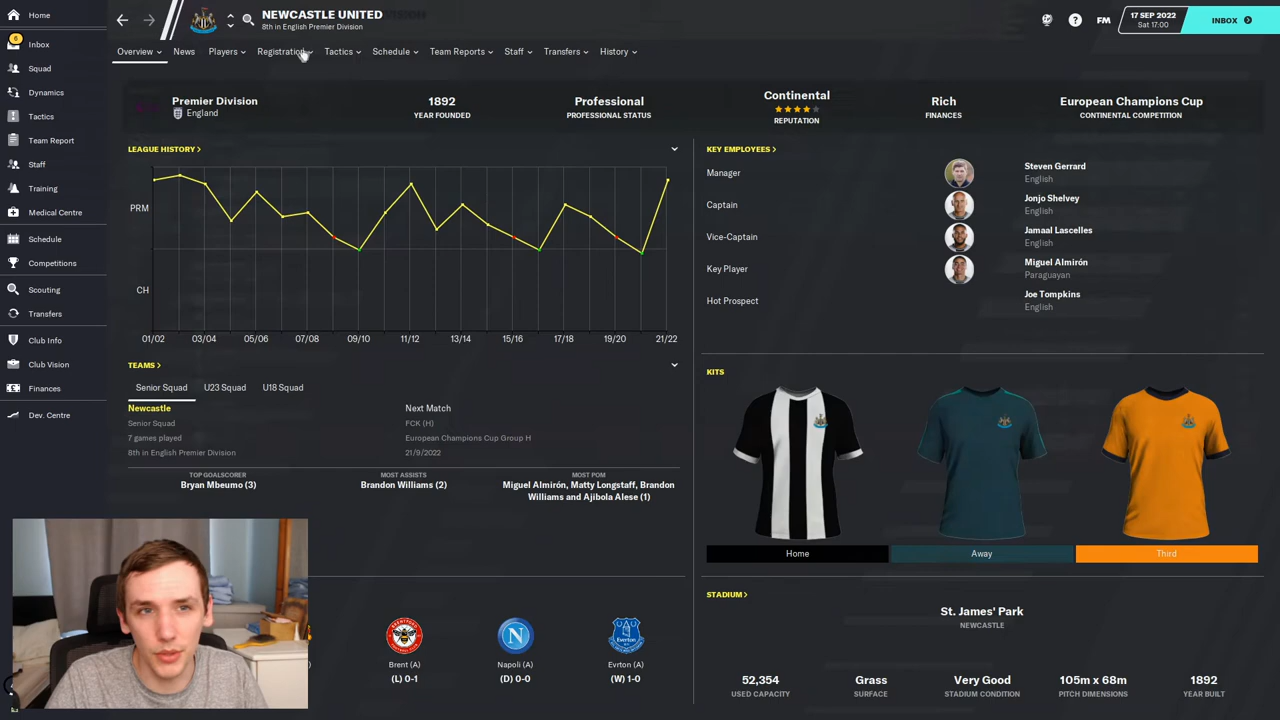 Home
NEWCASTLE UNITED
8th in English Premier Division
FM
17 SEP 2022
Sat 17:00
INBOX
6
Inbox
Squad
Dynamics
Tactics
Team Report
Staff
Training
Medical Centre
Schedule
Competitions
Scouting
Transfers
Club Info
Club Vision
Finances
Dev. Centre
Overview
News
Players
Registration
Tactics
Schedule
Team Reports
Staff
Transfers
History
Premier Division
England
1892
YEAR FOUNDED
Professional
PROFESSIONAL STATUS
Continental
REPUTATION
Rich
FINANCES
European Champions Cup
CONTINENTAL COMPETITION
LEAGUE HISTORY >
PRM
CH
01/02 03/04 05/06 07/08 09/10 11/12 13/14 15/16 17/18 19/20 21/22
KEY EMPLOYEES >
Manager
Steven Gerrard
English
Captain
Jonjo Shelvey
English
Vice-Captain
Jamaal Lascelles
English
Key Player
Miguel Almirón
Paraguayan
Hot Prospect
Joe Tompkins
English
TEAMS >
Senior Squad
U23 Squad
U18 Squad
Newcastle
Senior Squad
7 games played
8th in English Premier Division
Next Match
FCK (H)
European Champions Cup Group H
21/9/2022
TOP GOALSCORER
Bryan Mbeumo (3)
MOST ASSISTS
Brandon Williams (2)
MOST POM
Miguel Almirón, Matty Longstaff, Brandon
Williams and Ajibola Alese (1)
KITS
Home
Away
Third
Brent (A)
(L) 0-1
Napoli (A)
(D) 0-0
Evrton (A)
(W) 1-0
STADIUM >
St. James' Park
NEWCASTLE
52,354
USED CAPACITY
Grass
SURFACE
Very Good
STADIUM CONDITION
105m x 68m
PITCH DIMENSIONS
1892
YEAR BUILT